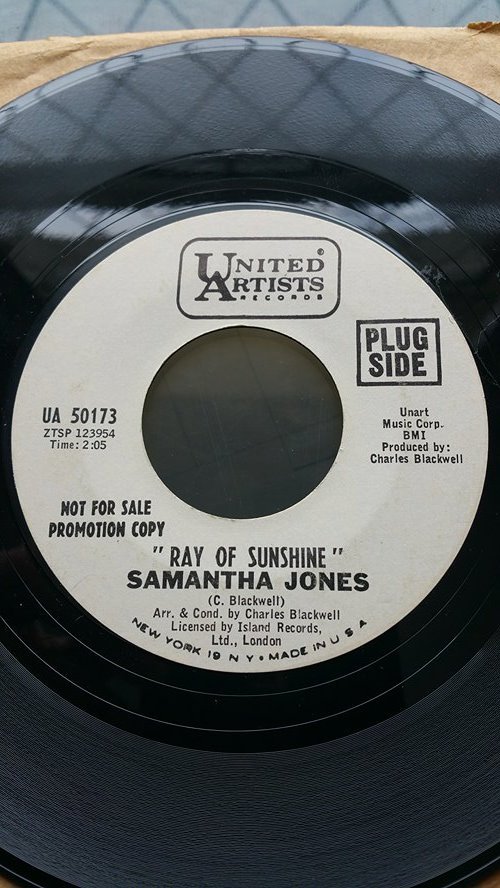 UNITED®
ARTISTS
RECORDS
PLUG
SIDE
UA 50173
ZTSP 123954
Time: 2:05
Unart
Music Corp.
BMI
Produced by:
Charles Blackwell
NOT FOR SALE
PROMOTION COPY
"RAY OF SUNSHINE"
SAMANTHA JONES
(C. Blackwell)
Arr. & Cond. by Charles Blackwell
Licensed by Island Records,
Ltd., London
NEW YORK 19 N Y • MADE IN U S A